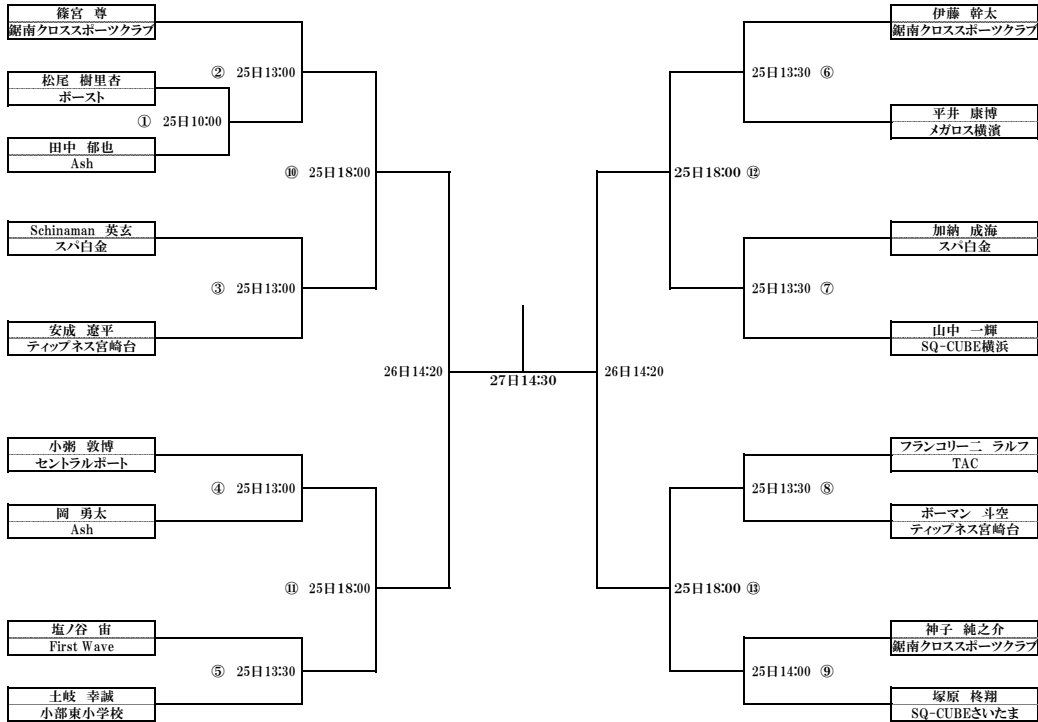 篠宮 尊
鋸南クロススポーツクラブ
② 25日13:00
松尾 樹里杏
ボースト
① 25日10:00
田中 郁也
Ash
⑩ 25日18:00
Schinaman 英玄
スパ白金
③ 25日13:00
安成 遼平
ティップネス宮崎台
26日14:20
小粥 敦博
セントラルポート
④ 25日13:00
岡 勇太
Ash
⑪ 25日18:00
塩ノ谷 宙
First Wave
⑤ 25日13:30
土岐 幸誠
小部東小学校
27日14:30
伊藤 幹太
鋸南クロススポーツクラブ
25日13:30 ⑥
平井 康博
メガロス横濱
25日18:00 ⑫
加納 成海
スパ白金
25日13:30 ⑦
山中 一輝
SQ-CUBE横浜
26日14:20
フランコリーニ ラルフ
TAC
25日13:30 ⑧
ボーマン 斗空
ティップネス宮崎台
25日18:00 ⑬
神子 純之介
鋸南クロススポーツクラブ
25日14:00 ⑨
塚原 柊翔
SQ-CUBEさいたま